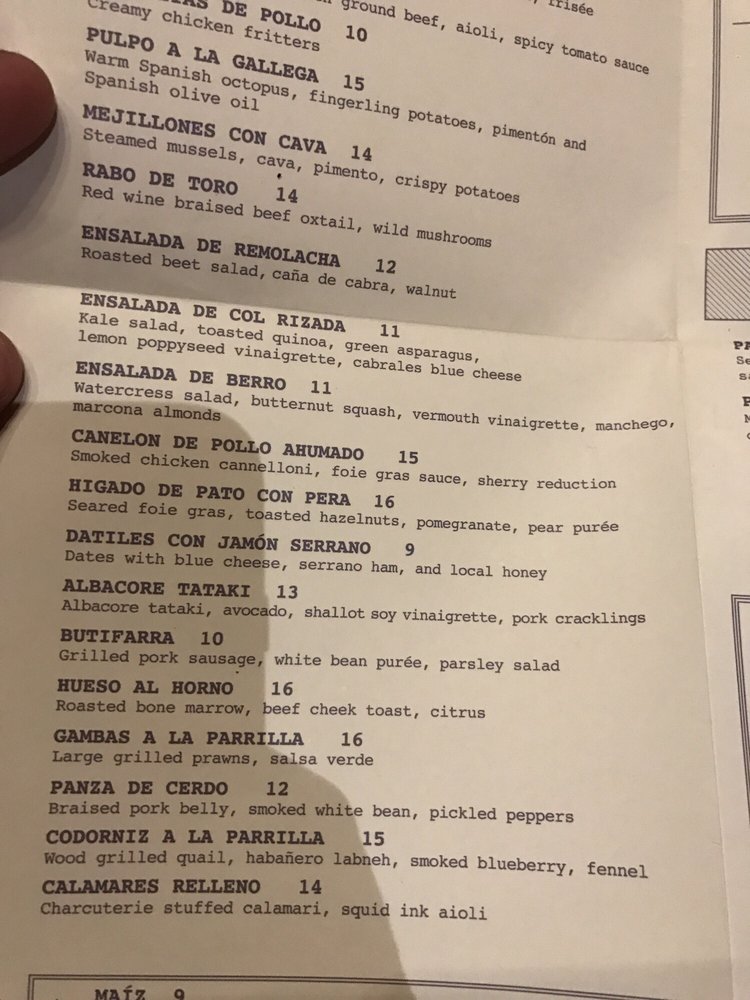 ground beef, aioli, spicy tomato sauce
frisée
DE POLLO 10
Creamy chicken fritters
PULPO A LA GALLEGA 15
Warm Spanish octopus, fingerling potatoes, pimentón and
Spanish olive oil
MEJILLONES CON CAVA 14
Steamed mussels, cava, pimento, crispy potatoes
RABO DE TORO 14
Red wine braised beef oxtail, wild mushrooms
ENSALADA DE REMOLACHA 12
Roasted beet salad, caña de cabra, walnut
ENSALADA DE COL RIZADA 11
Kale salad, toasted quinoa, green asparagus,
lemon poppyseed vinaigrette, cabrales blue cheese
ENSALADA DE BERRO 11
Watercress salad, butternut squash, vermouth vinaigrette, manchego,
marcona almonds
CANELON DE POLLO AHUMADO 15
Smoked chicken cannelloni, foie gras sauce, sherry reduction
HIGADO DE PATO CON PERA 16
Seared foie gras, toasted hazelnuts, pomegranate, pear purée
DATILES CON JAMÓN SERRANO 9
Dates with blue cheese, serrano ham, and local honey
ALBACORE TATAKI 13
Albacore tataki, avocado, shallot soy vinaigrette, pork cracklings
BUTIFARRA 10
Grilled pork sausage, white bean purée, parsley salad
HUESO AL HORNO 16
Roasted bone marrow, beef cheek toast, citrus
GAMBAS A LA PARRILLA 16
Large grilled prawns, salsa verde
PANZA DE CERDO 12
Braised pork belly, smoked white bean, pickled peppers
CODORNIZ A LA PARRILLA 15
Wood grilled quail, habañero labneh, smoked blueberry, fennel
CALAMARES RELLENO 14
Charcuterie stuffed calamari, squid ink aioli
MAÍZ 9